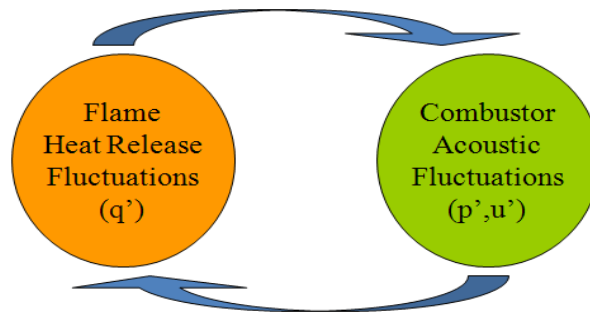 Flame
Heat Release
Fluctuations
(q’)
Combustor
Acoustic
Fluctuations
(p’,u’)